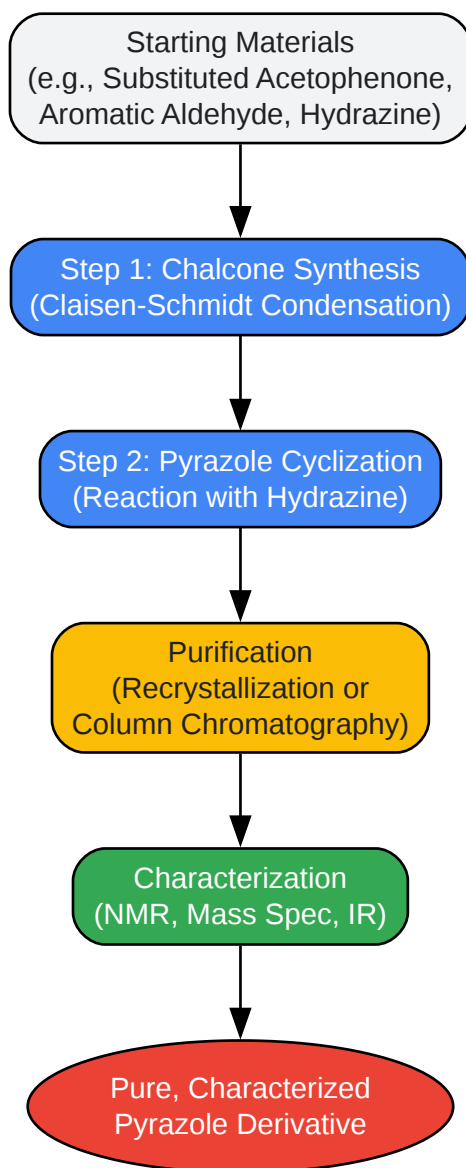 Starting Materials
(e.g., Substituted Acetophenone,
Aromatic Aldehyde, Hydrazine)
Step 1: Chalcone Synthesis
(Claisen-Schmidt Condensation)
Step 2: Pyrazole Cyclization
(Reaction with Hydrazine)
Purification
(Recrystallization or
Column Chromatography)
Characterization
(NMR, Mass Spec, IR)
Pure, Characterized
Pyrazole Derivative